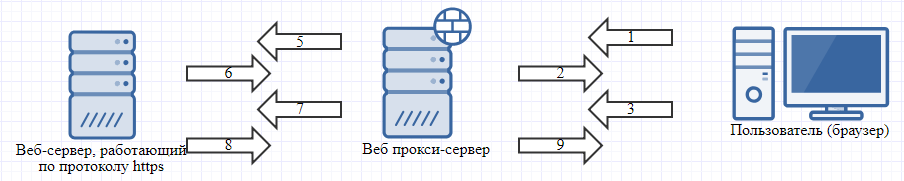 5
1
6
2
7
3
8
9
Веб-сервер, работающий
по протоколу https
Веб прокси-сервер
Пользователь (браузер)